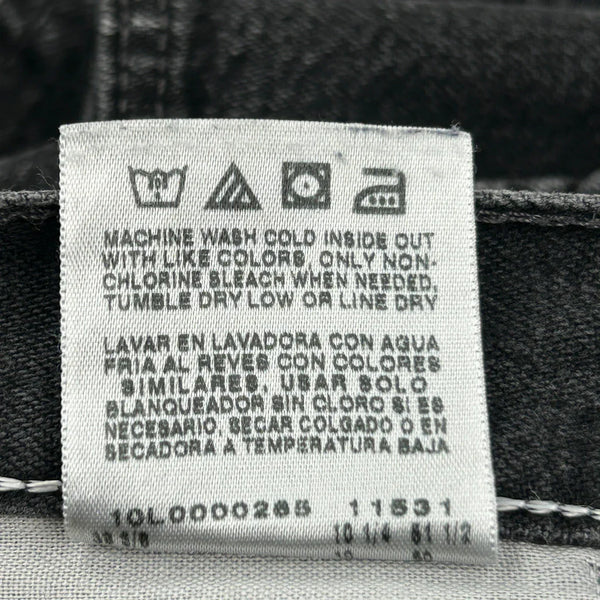 MACHINE WASH COLD INSIDE OUT
WITH LIKE COLORS, ONLY NON-
CHLORINE BLEACH WHEN NEEDED,
TUMBLE DRY LOW OR LINE DRY
LAVAR EN LAVADORA CON AGUA
FRIA AL REVES CON COLORES
SIMILARES, USAR SOLO
BLANQUEADOR SIN CLORO SI ES
NECESARIO, SECAR COLGADO O EN
SECADORA A TEMPERATURA BAJA
10L0000285 11531
10 1/4 51 1/2